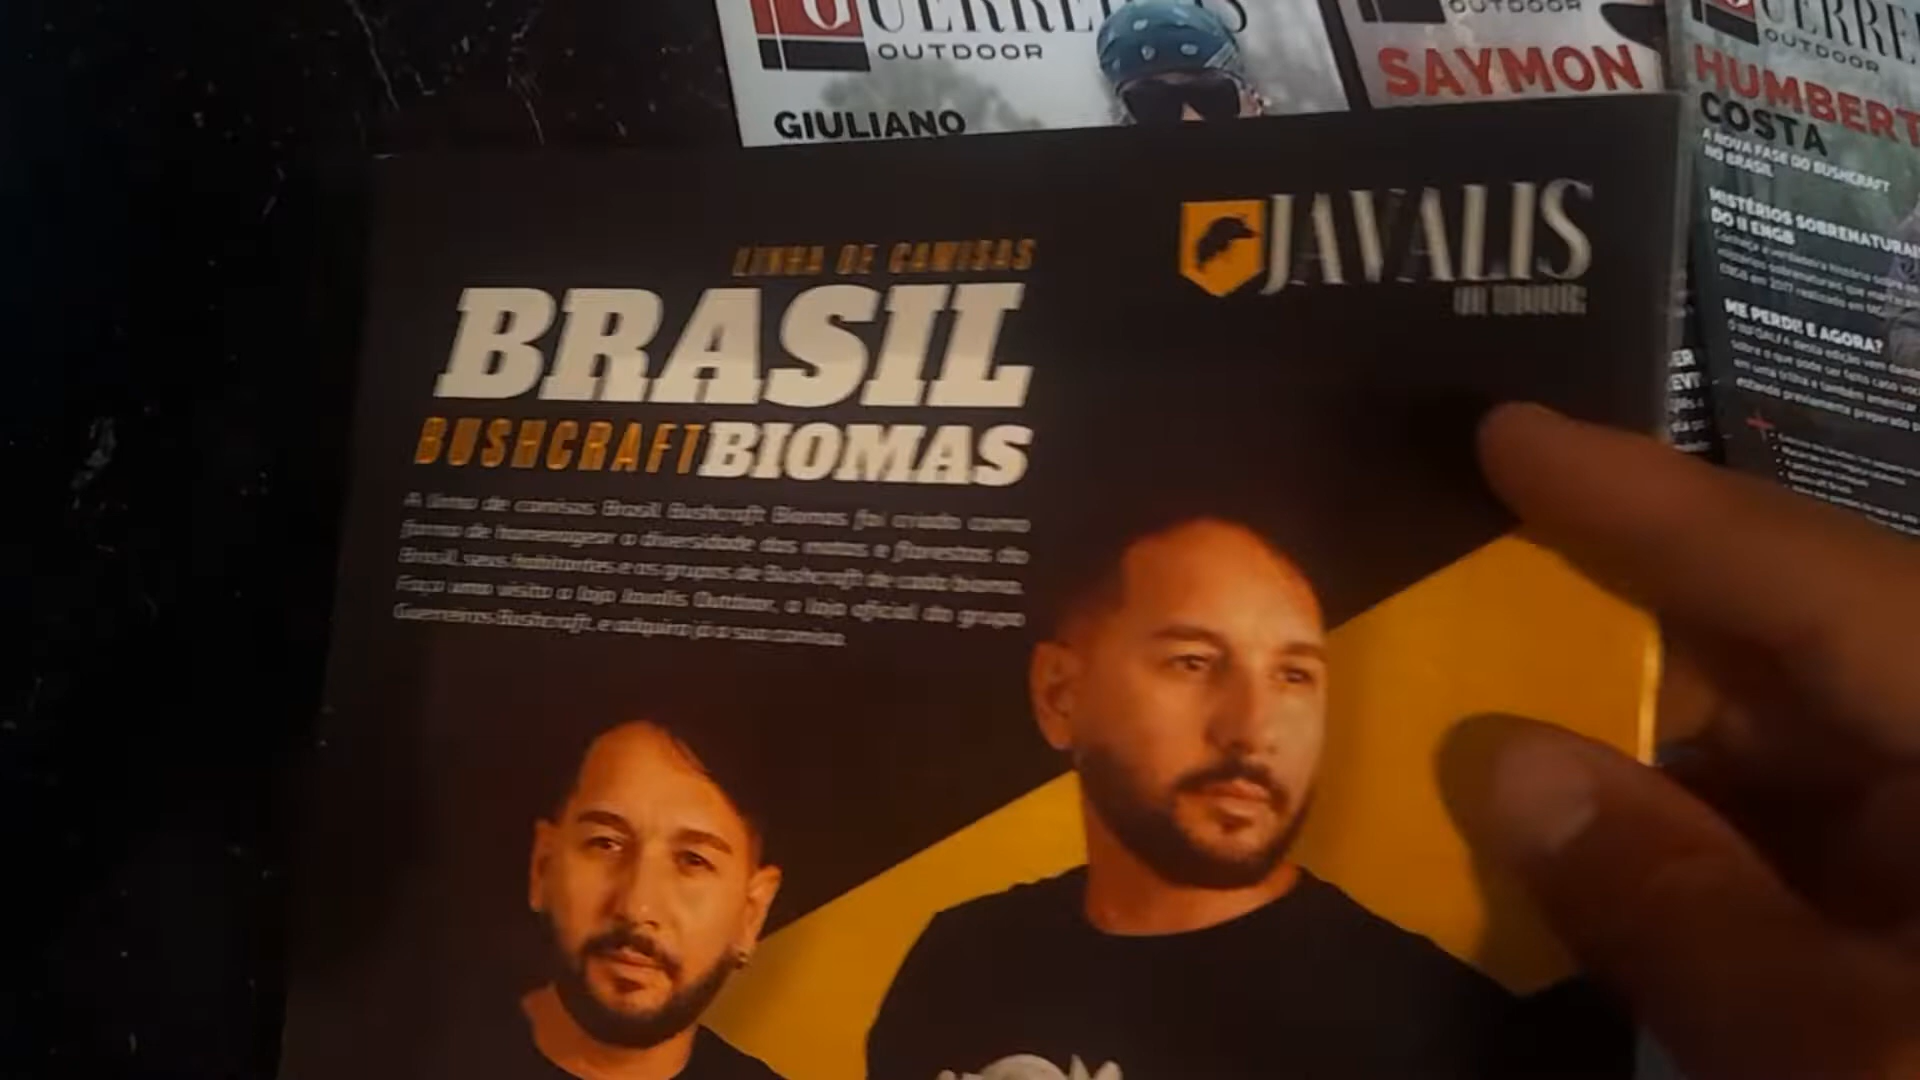 GUERREIROS
OUTDOOR
GIULIANO
OUTDOOR
SAYMON
GUERRE
OUTDOOR
HUMBERT
COSTA
A NOVA FASE DO BUSHCRAFT
NO BRASIL
MISTÉRIOS SOBRENATURAI
DO II ENGB
ME PERDI! E AGORA?
LINHA DE CAMISAS
BRASIL
BUSHCRAFT BIOMAS
JAVALIS
OUTDOOR
A linha de camisas Brasil Bushcraft Biomas foi criada como
forma de homenagear a diversidade das matas e florestas do
Brasil, seus habitantes e os grupos de Bushcraft de cada bioma.
Faça uma visita a loja Javalis Outdoor, a loja oficial do grupo
Guerreiros Bushcraft, e adquira já a sua camisa.